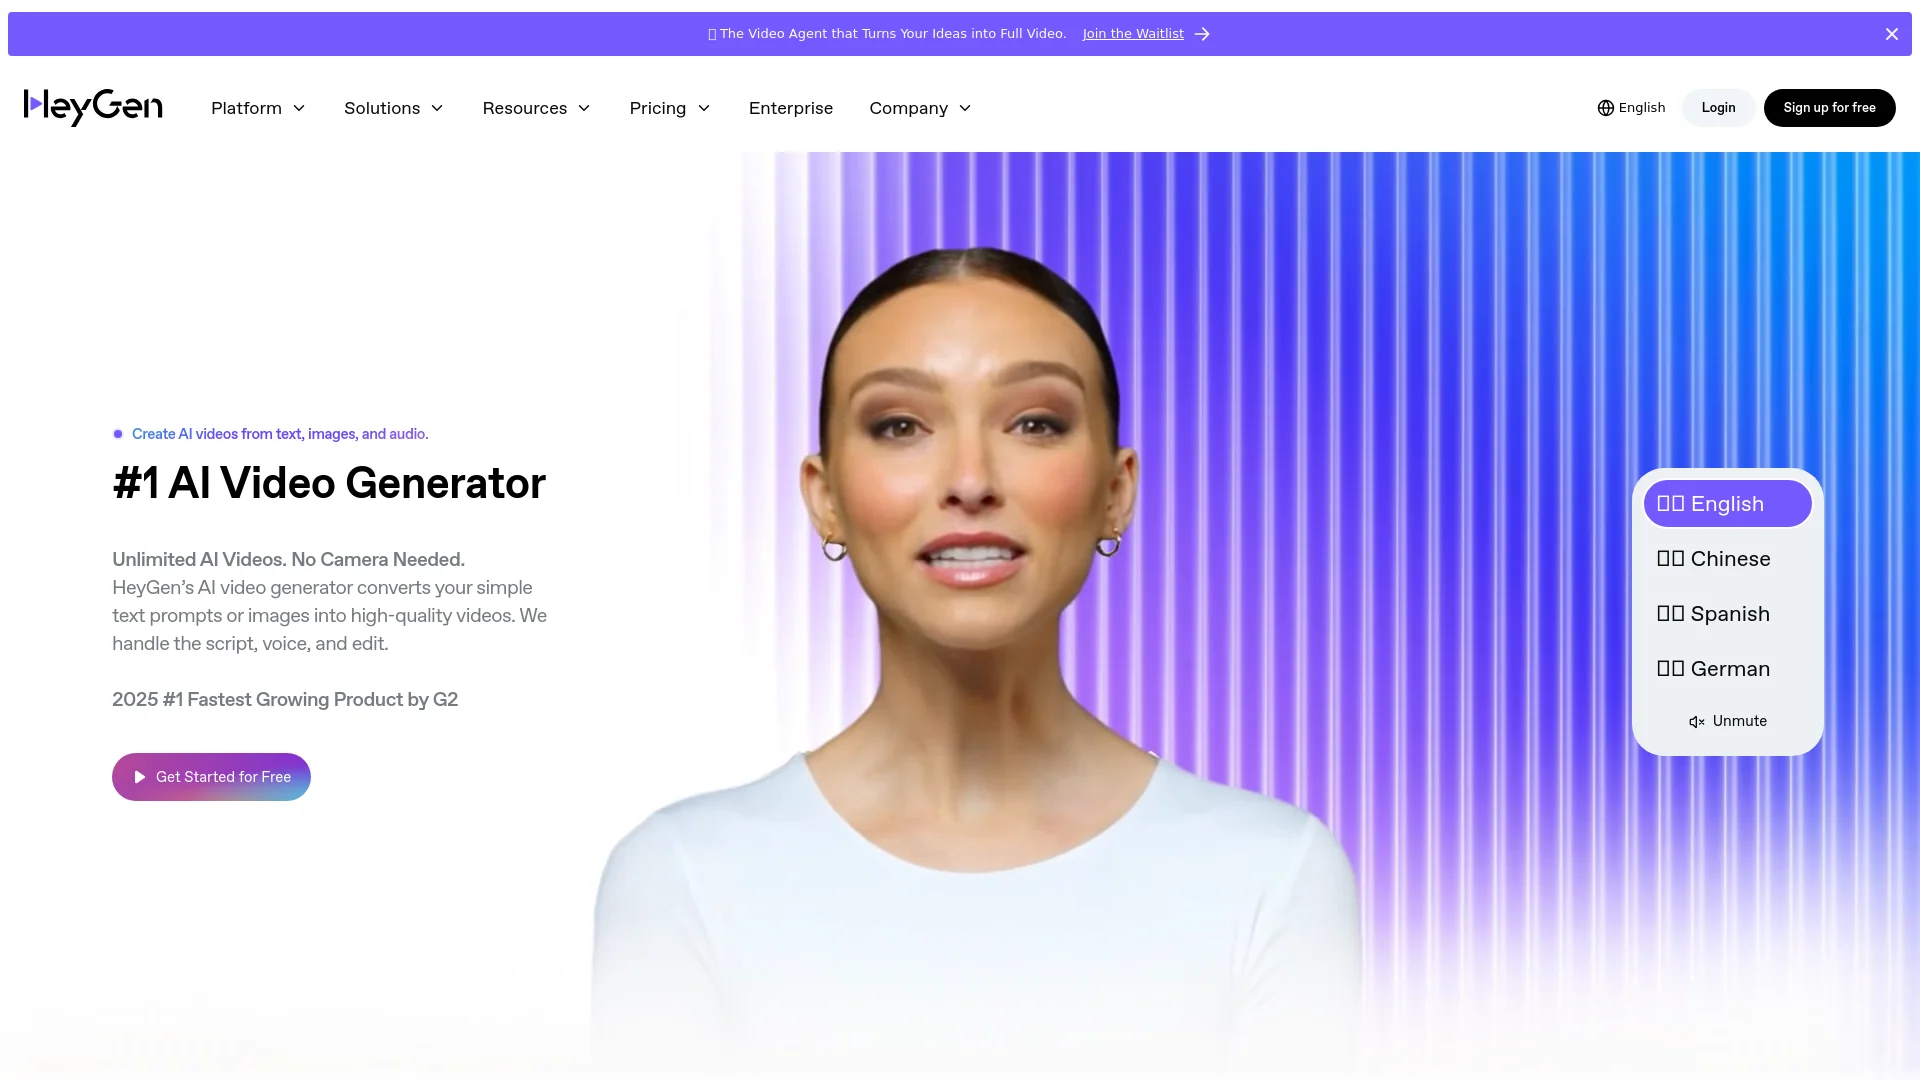 The Video Agent that Turns Your Ideas into Full Video. Join the Waitlist
HeyGen
Platform
Solutions
Resources
Pricing
Enterprise
Company
English
Login
Sign up for free
Create AI videos from text, images, and audio.
#1 AI Video Generator
Unlimited AI Videos. No Camera Needed.
HeyGen’s AI video generator converts your simple
text prompts or images into high-quality videos. We
handle the script, voice, and edit.
2025 #1 Fastest Growing Product by G2
Get Started for Free
English
Chinese
Spanish
German
Unmute